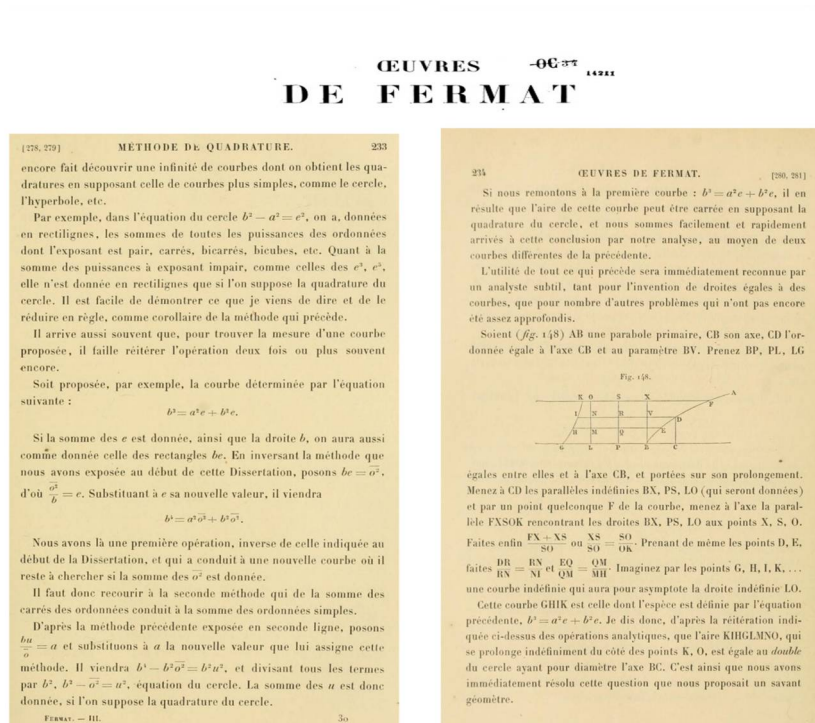 ŒUVRES
14211
DE FERMAT
[278, 279] MÉTHODE DE QUADRATURE. 233
encore fait découvrir une infinité de courbes dont on obtient les qua-
dratures en supposant celle de courbes plus simples, comme le cercle,
l'hyperbole, etc.
Par exemple, dans l'équation du cercle b² — a² = e², on a, données
en rectilignes, les sommes de toutes les puissances des ordonnées
dont l'exposant est pair, carrés, bicarrés, bicubes, etc. Quant à la
somme des puissances à exposant impair, comme celles des e³, e⁵,
elle n'est donnée en rectilignes que si l'on suppose la quadrature du
cercle. Il est facile de démontrer ce que je viens de dire et de le
réduire en règle, comme corollaire de la méthode qui précède.
Il arrive aussi souvent que, pour trouver la mesure d'une courbe
proposée, il faille réitérer l'opération deux fois ou plus souvent
encore.
Soit proposée, par exemple, la courbe déterminée par l'équation
suivante :
b³ = a²e + b²e.
Si la somme des e est donnée, ainsi que la droite b, on aura aussi
comme donnée celle des rectangles be. En inversant la méthode que
nous avons exposée au début de cette Dissertation, posons be = o̅²̅,
d'où o̅²̅/b = e. Substituant à e sa nouvelle valeur, il viendra
b⁴ = a²o̅²̅ + b²o̅²̅.
Nous avons là une première opération, inverse de celle indiquée au
début de la Dissertation, et qui a conduit à une nouvelle courbe où il
reste à chercher si la somme des o̅²̅ est donnée.
Il faut donc recourir à la seconde méthode qui de la somme des
carrés des ordonnées conduit à la somme des ordonnées simples.
D'après la méthode précédente exposée en seconde ligne, posons
bu/o = a et substituons à a la nouvelle valeur que lui assigne cette
méthode. Il viendra b⁴ — b²o̅²̅ = b²u², et divisant tous les termes
par b², b² — o̅²̅ = u², équation du cercle. La somme des u est donc
donnée, si l'on suppose la quadrature du cercle.
FERMAT. — III. 30
234 ŒUVRES DE FERMAT. [280, 281]
Si nous remontons à la première courbe : b³ = a²e + b²e, il en
résulte que l'aire de cette courbe peut être carrée en supposant la
quadrature du cercle, et nous sommes facilement et rapidement
arrivés à cette conclusion par notre analyse, au moyen de deux
courbes différentes de la précédente.
L'utilité de tout ce qui précède sera immédiatement reconnue par
un analyste subtil, tant pour l'invention de droites égales à des
courbes, que pour nombre d'autres problèmes qui n'ont pas encore
été assez approfondis.
Soient (fig. 148) AB une parabole primaire, CB son axe, CD l'or-
donnée égale à l'axe CB et au paramètre BV. Prenez BP, PL, LG
Fig. 148.
K O S X A
F
I N R V D
H M Q E
G L P B C
égales entre elles et à l'axe CB, et portées sur son prolongement.
Menez à CD les parallèles indéfinies BX, PS, LO (qui seront données)
et par un point quelconque F de la courbe, menez à l'axe la paral-
lèle FXSOK rencontrant les droites BX, PS, LO aux points X, S, O.
Faites enfin FX + XS/SO ou XS/SO = SO/OK. Prenant de même les points D, E,
faites DR/RN = RN/NI et EQ/QM = QM/MH. Imaginez par les points G, H, I, K, ...
une courbe indéfinie qui aura pour asymptote la droite indéfinie LO.
Cette courbe GHIK est celle dont l'espèce est définie par l'équation
précédente, b³ = a²e + b²e. Je dis donc, d'après la réitération indi-
quée ci-dessus des opérations analytiques, que l'aire KIHGLMNO, qui
se prolonge indéfiniment du côté des points K, O, est égale au double
du cercle ayant pour diamètre l'axe BC. C'est ainsi que nous avons
immédiatement résolu cette question que nous proposait un savant
géomètre.